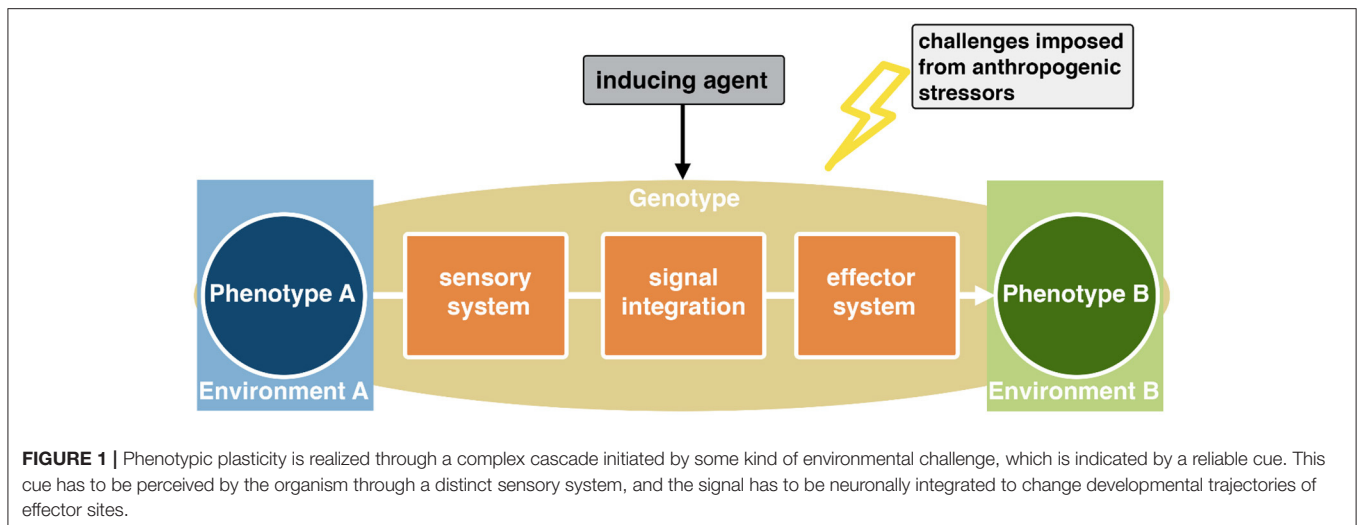 challenges imposed
from anthropogenic
stressors
inducing agent
Genotype
Phenotype A
sensory
system
signal
integration
effector
system
Phenotype B
Environment A
Environment B
FIGURE 1 | Phenotypic plasticity is realized through a complex cascade initiated by some kind of environmental challenge, which is indicated by a reliable cue. This
cue has to be perceived by the organism through a distinct sensory system, and the signal has to be neuronally integrated to change developmental trajectories of
effector sites.